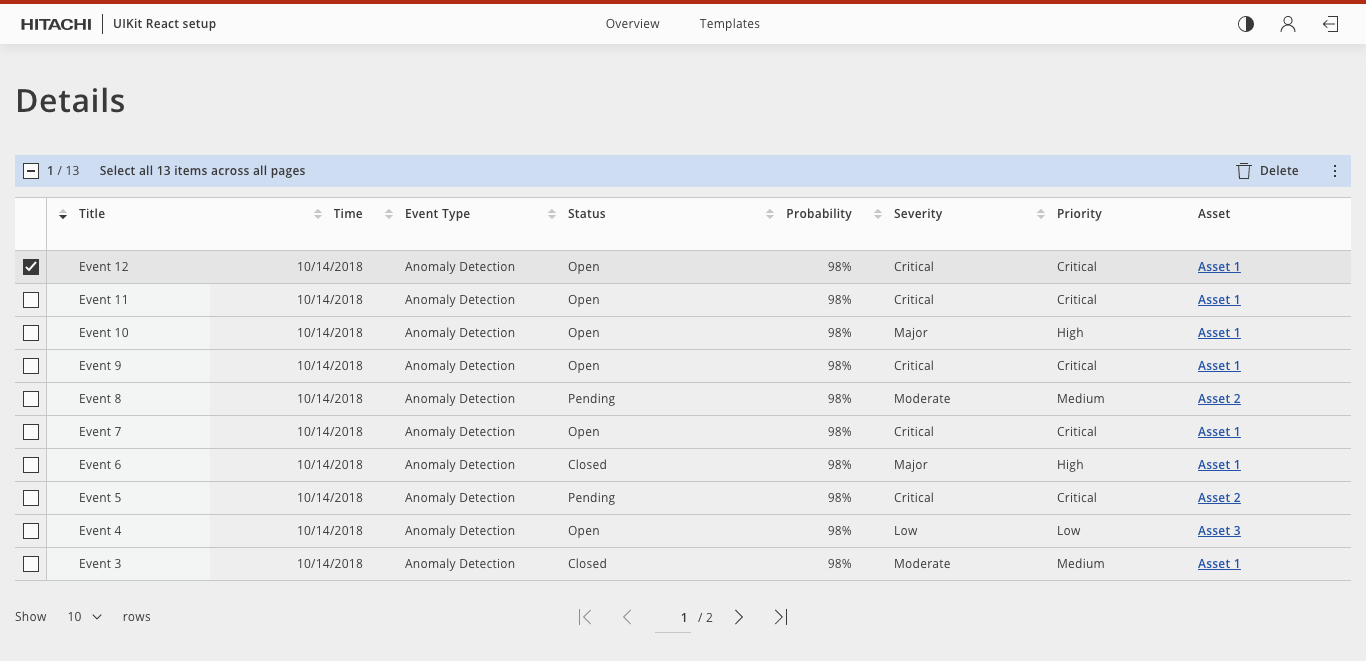 HITACHI UIKit React setup Overview Templates
Details
1 / 13 Select all 13 items across all pages Delete
Title Time Event Type Status Probability Severity Priority Asset
Event 12 10/14/2018 Anomaly Detection Open 98% Critical Critical Asset 1
Event 11 10/14/2018 Anomaly Detection Open 98% Critical Critical Asset 1
Event 10 10/14/2018 Anomaly Detection Open 98% Major High Asset 1
Event 9 10/14/2018 Anomaly Detection Open 98% Critical Critical Asset 1
Event 8 10/14/2018 Anomaly Detection Pending 98% Moderate Medium Asset 2
Event 7 10/14/2018 Anomaly Detection Open 98% Critical Critical Asset 1
Event 6 10/14/2018 Anomaly Detection Closed 98% Major High Asset 1
Event 5 10/14/2018 Anomaly Detection Pending 98% Critical Critical Asset 2
Event 4 10/14/2018 Anomaly Detection Open 98% Low Low Asset 3
Event 3 10/14/2018 Anomaly Detection Closed 98% Moderate Medium Asset 1
Show 10 rows 1 / 2